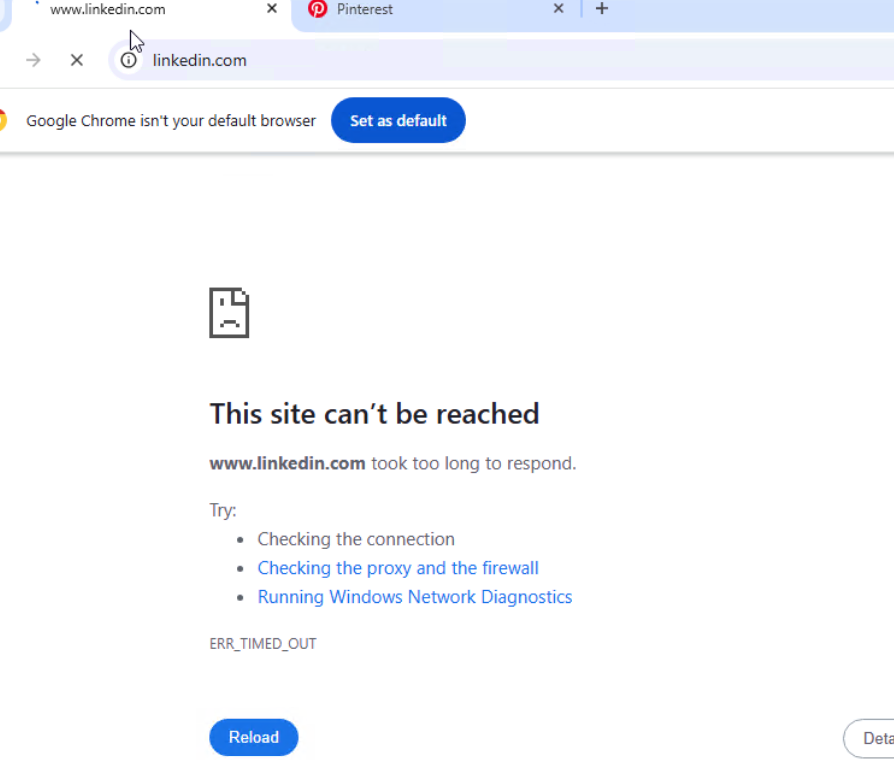 www.linkedin.com
Pinterest
linkedin.com
Google Chrome isn't your default browser
Set as default
This site can’t be reached
www.linkedin.com took too long to respond.
Try:
Checking the connection
Checking the proxy and the firewall
Running Windows Network Diagnostics
ERR_TIMED_OUT
Reload